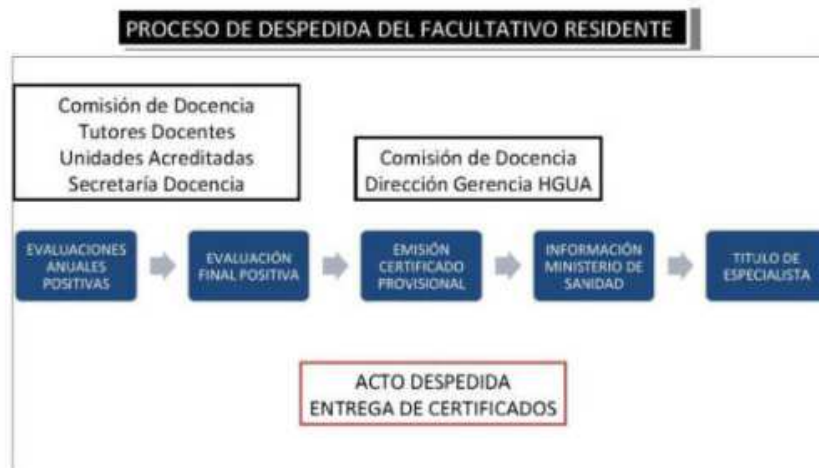 PROCESO DE DESPEDIDA DEL FACULTATIVO RESIDENTE
Comisión de Docencia
Tutores Docentes
Unidades Acreditadas
Secretaría Docencia
Comisión de Docencia
Dirección Gerencia HGUA
EVALUACIONES
ANUALES
POSITIVAS
EVALUACIÓN
FINAL POSITIVA
EMISIÓN
CERTIFICADO
PROVISIONAL
INFORMACIÓN
MINISTERIO DE
SANIDAD
TITULO DE
ESPECIALISTA
ACTO DESPEDIDA
ENTREGA DE CERTIFICADOS